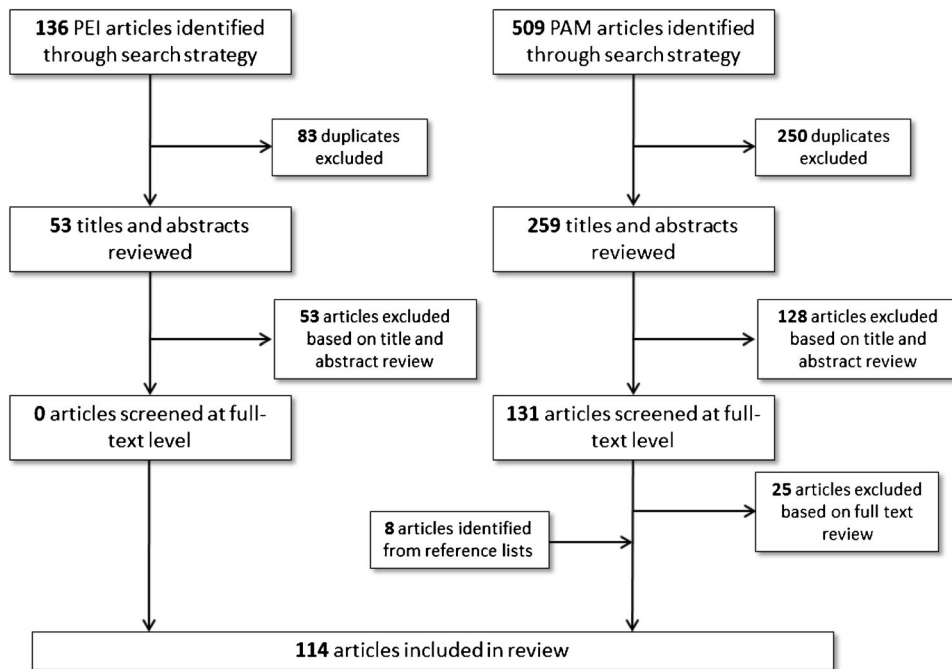 136 PEI articles identified
through search strategy
509 PAM articles identified
through search strategy
83 duplicates
excluded
250 duplicates
excluded
53 titles and abstracts
reviewed
259 titles and abstracts
reviewed
53 articles excluded
based on title and
abstract review
128 articles excluded
based on title and
abstract review
0 articles screened at full-
text level
131 articles screened at
full-text level
25 articles excluded
based on full text
review
8 articles identified
from reference lists
114 articles included in review